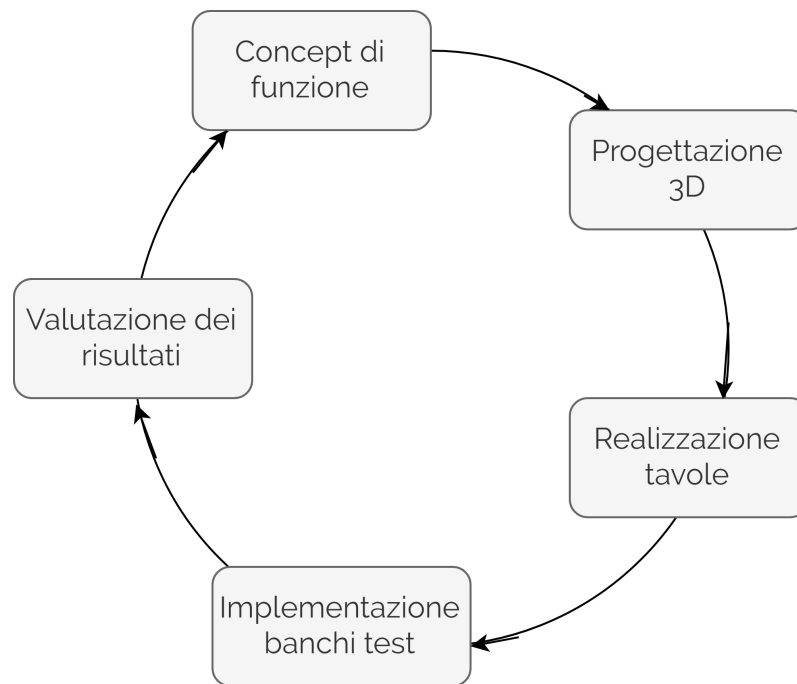 Concept di
funzione
Progettazione
3D
Realizzazione
tavole
Implementazione
banchi test
Valutazione dei
risultati